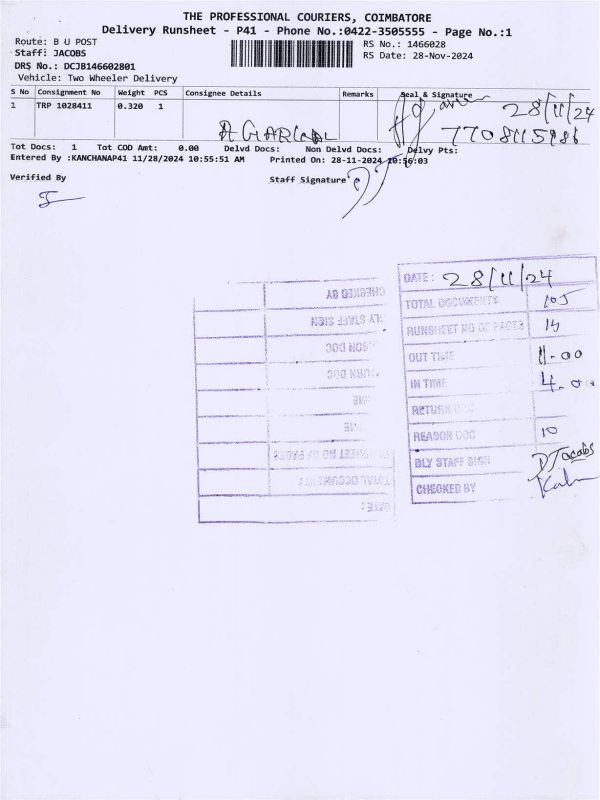 THE PROFESSIONAL COURIERS, COIMBATORE
Delivery Runsheet - P41 - Phone No.:0422-3505555 - Page No.:1
Route: B U POST
RS No.: 1466028
Staff: JACOBS
RS Date: 28-Nov-2024
DRS No.: DCJB146602801
Vehicle: Two Wheeler Delivery
S No Consignment No Weight PCS Consignee Details Remarks Seal & Signature
1 TRP 1028411 0.320 1
28/11/24
7708115986
Tot Docs: 1 Tot COD Amt: 0.00 Delvd Docs: Non Delvd Docs: Delvy Pts:
Entered By :KANCHANAP41 11/28/2024 10:55:51 AM Printed On: 28-11-2024 10:56:03
Verified By Staff Signature
DATE: 28/11/24
TOTAL DOCUMENTS 105
RUNSHEET NO OF PAGES
OUT TIME 11-00
IN TIME 4.00
RETURN DOC
REASON DOC 10
DLY STAFF SIGN DJacobs
CHECKED BY